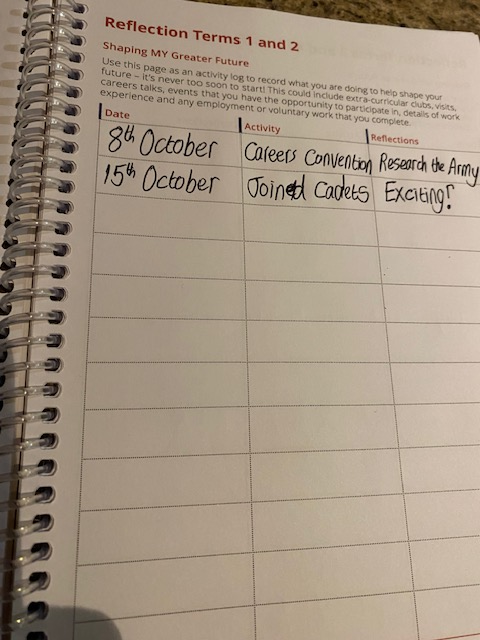 Reflection Terms 1 and 2
Shaping MY Greater Future
Use this page as an activity log to record what you are doing to help shape your
future – it's never too soon to start! This could include extra-curricular clubs, visits,
careers talks, events that you have the opportunity to participate in, details of work
experience and any employment or voluntary work that you complete.
Date Activity Reflections
8th October Careers Convention Research the Army
15th October Joined Cadets Exciting!